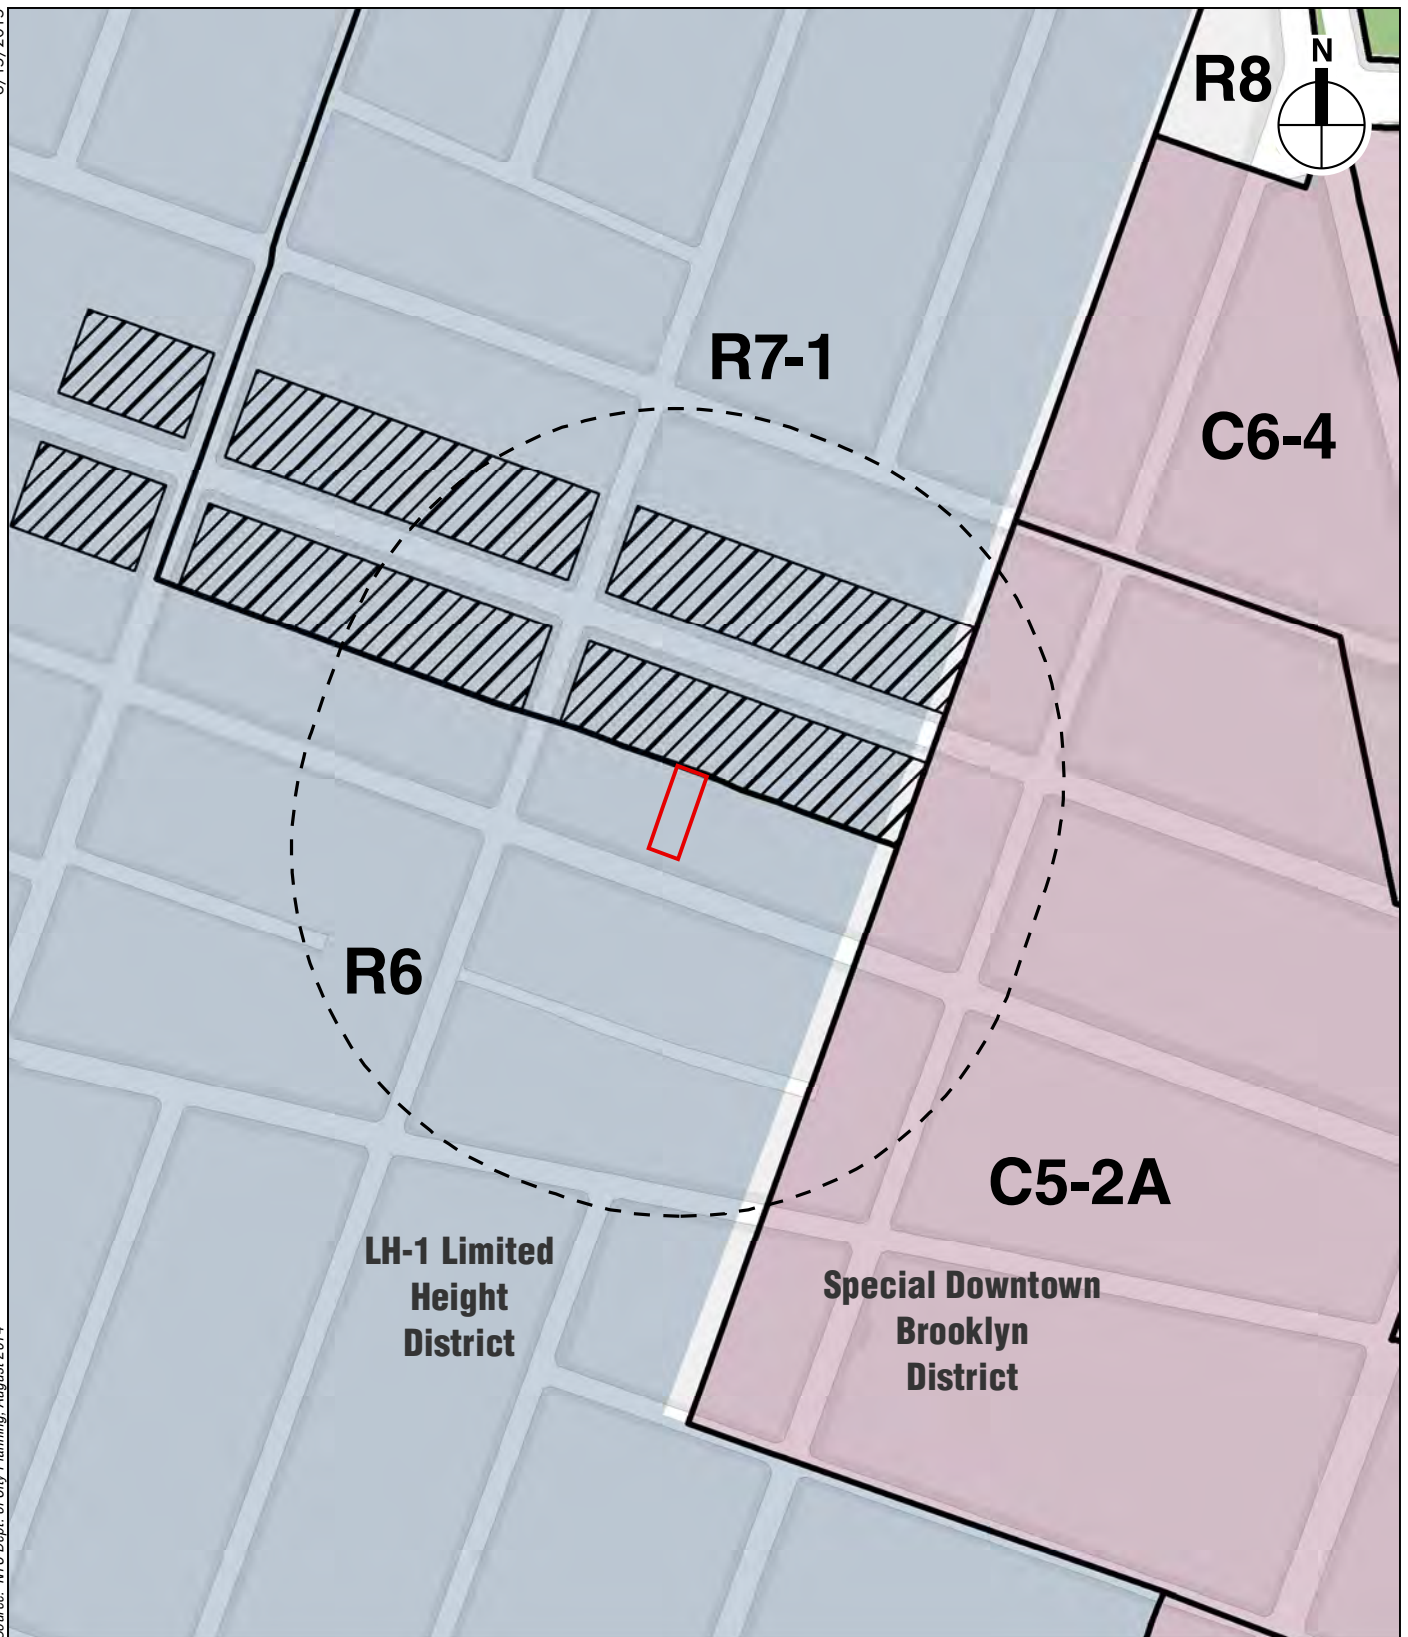 N
R8
R7-1
C6-4
R6
C5-2A
LH-1 Limited
Height
District
Special Downtown
Brooklyn
District